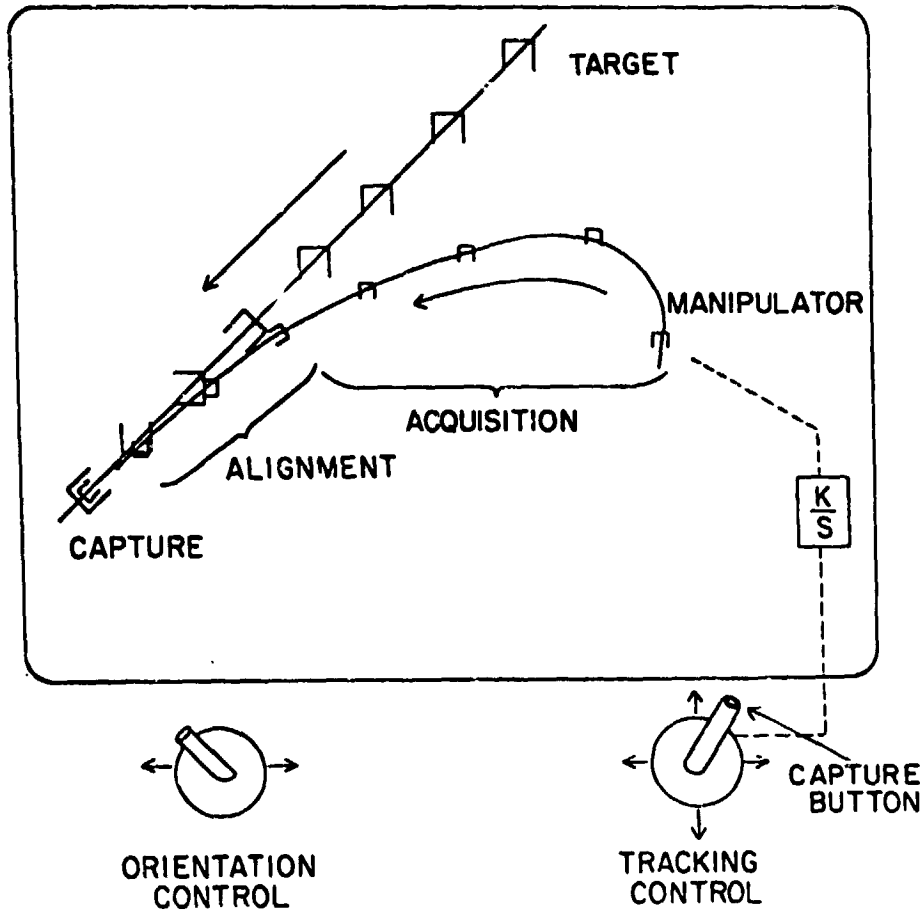 TARGET
MANIPULATOR
ACQUISITION
ALIGNMENT
CAPTURE
K
S
CAPTURE
BUTTON
ORIENTATION
CONTROL
TRACKING
CONTROL